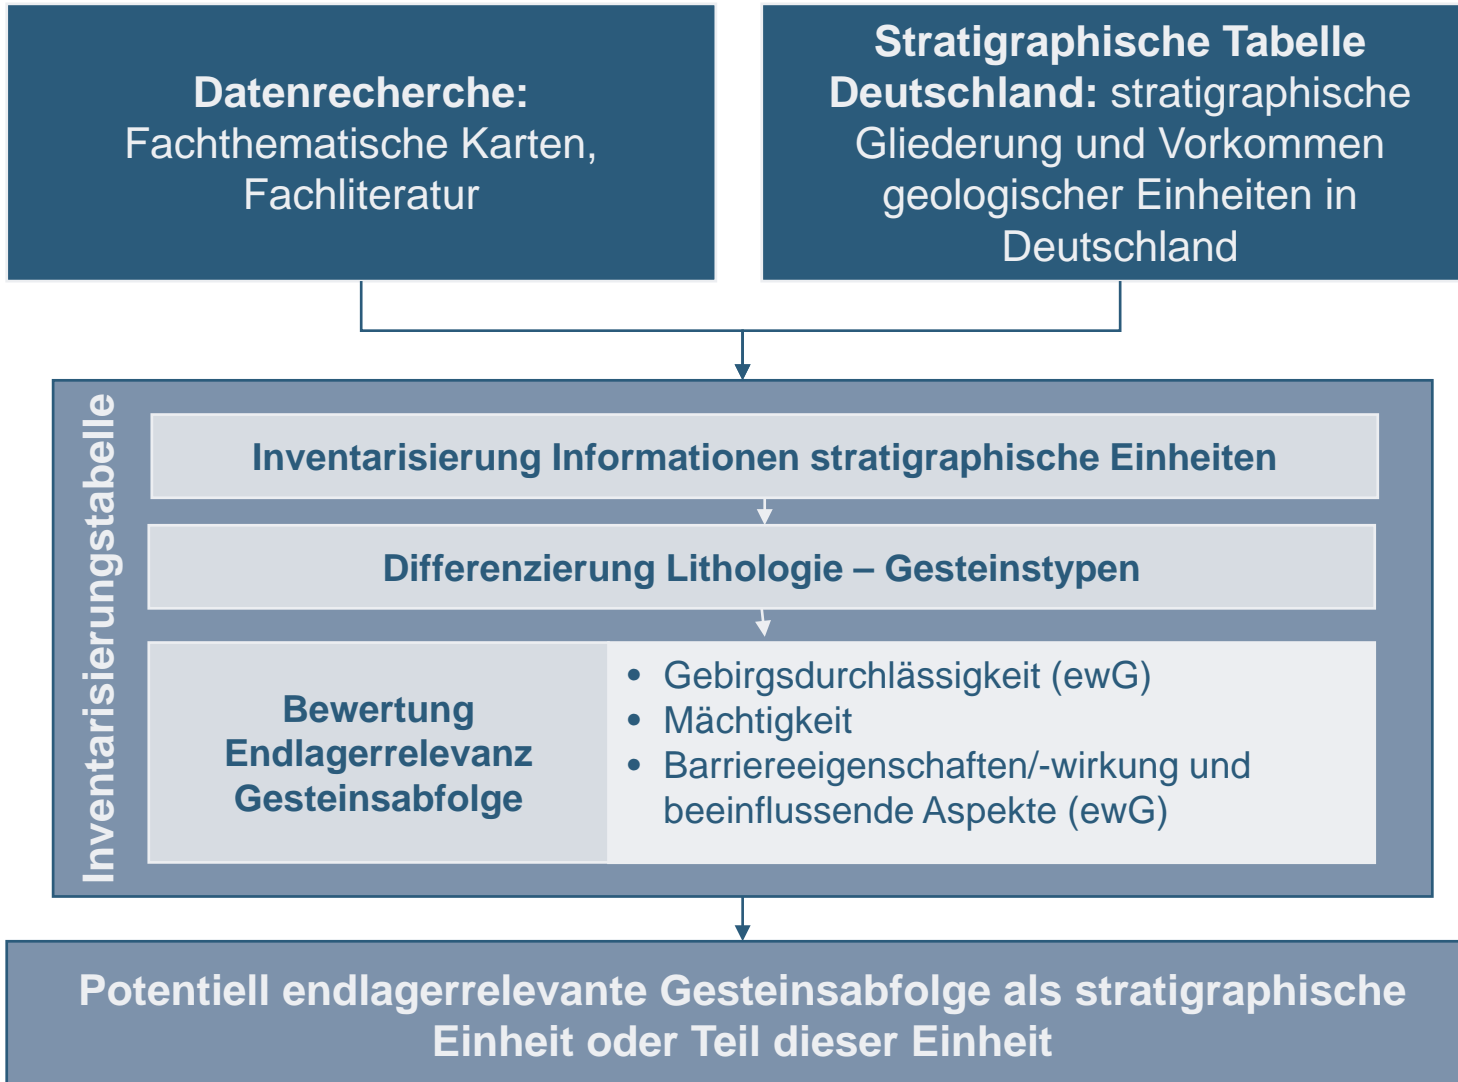 Datenrecherche:
Fachthematische Karten,
Fachliteratur
Stratigraphische Tabelle
Deutschland: stratigraphische
Gliederung und Vorkommen
geologischer Einheiten in
Deutschland
Inventarisierungstabelle
Inventarisierung Informationen stratigraphische Einheiten
Differenzierung Lithologie – Gesteinstypen
Bewertung
Endlagerrelevanz
Gesteinsabfolge
• Gebirgsdurchlässigkeit (ewG)
• Mächtigkeit
• Barriereeigenschaften/-wirkung und
beeinflussende Aspekte (ewG)
Potentiell endlagerrelevante Gesteinsabfolge als stratigraphische
Einheit oder Teil dieser Einheit